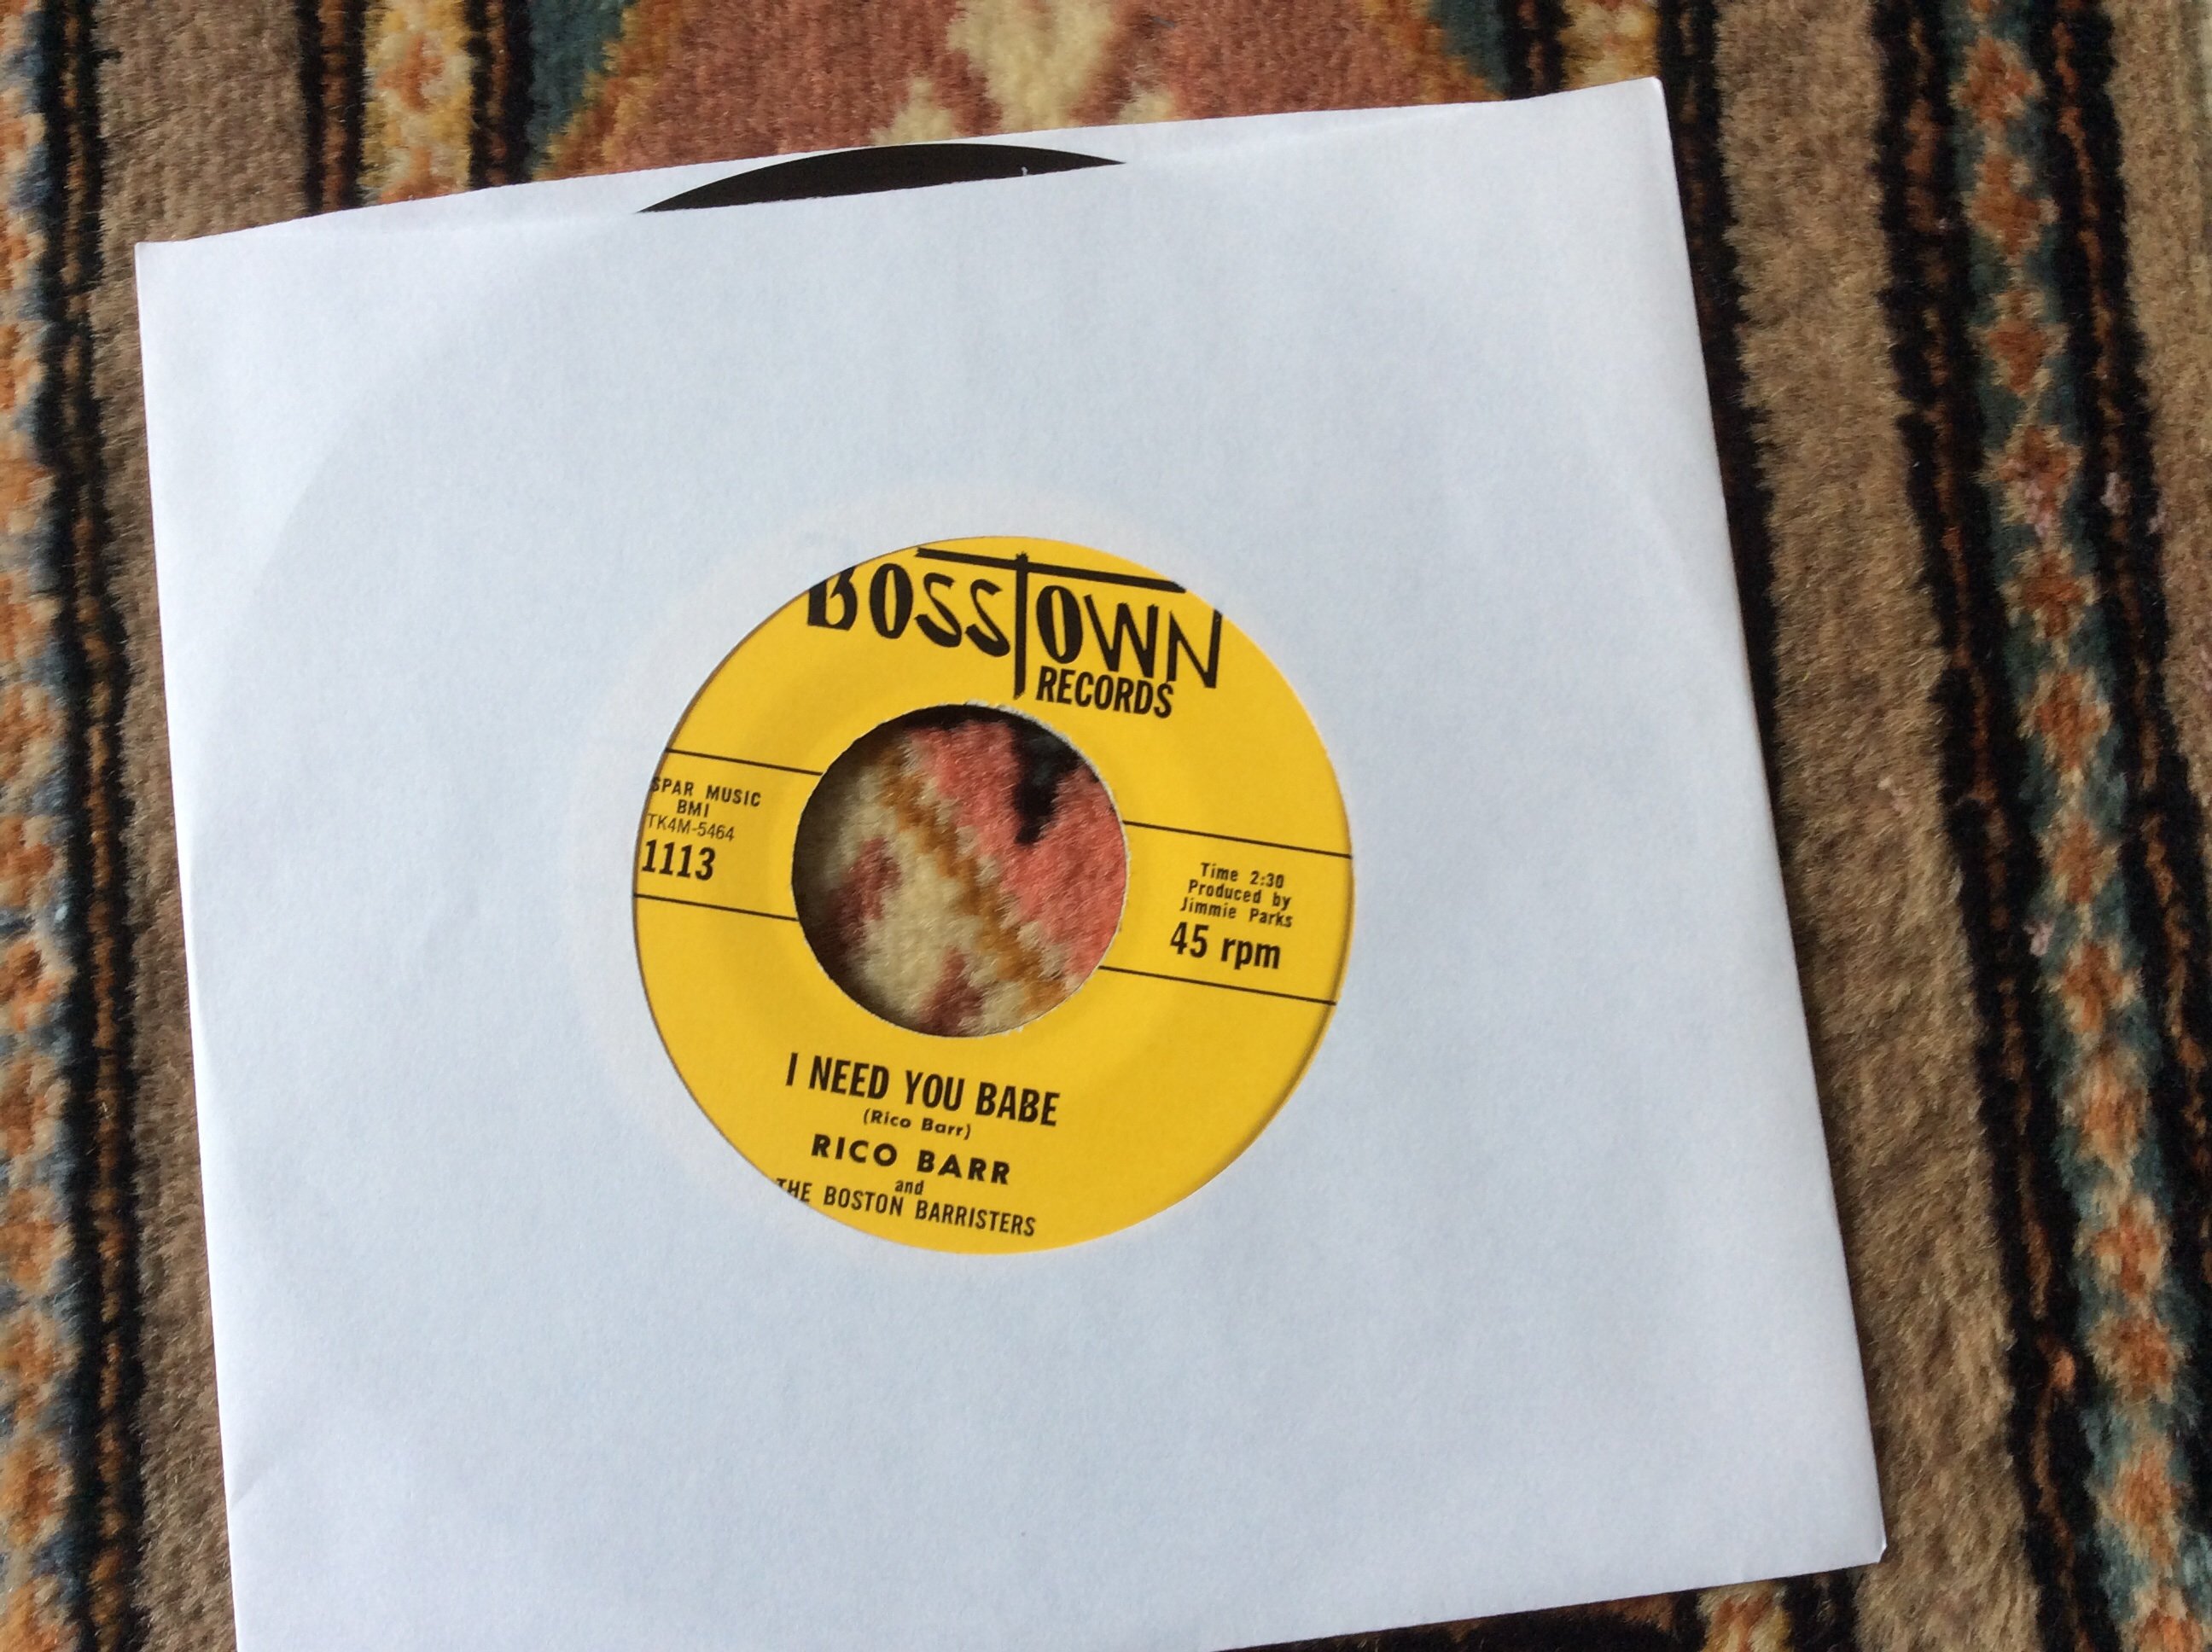 BOSSTOWN
RECORDS
SPAR MUSIC
BMI
TK4M-5464
1113
Time 2:30
Produced by
Jimmie Parks
45 rpm
I NEED YOU BABE
(Rico Barr)
RICO BARR
and
THE BOSTON BARRISTERS